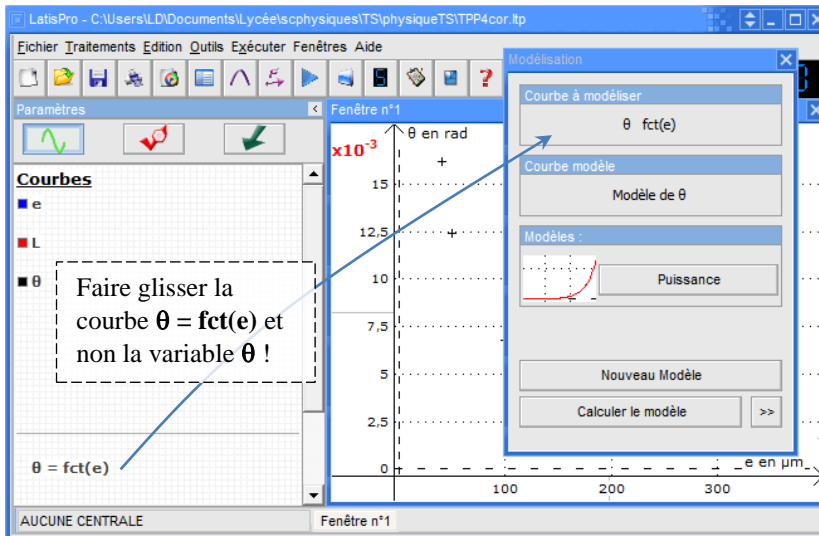 LatisPro - C:\Users\LD\Documents\Lycée\scphysiques\TS\physiqueTS\TPP4cor.ltp
Fichier Traitements Edition Outils Exécuter Fenêtres Aide
Paramètres
Courbes
e
L
θ
Faire glisser la
courbe θ = fct(e) et
non la variable θ !
θ = fct(e)
Fenêtre n°1
θ en rad
x10-3
15
12,5
10
7,5
5
2,5
0
100
200
300
e en µm
Modélisation
Courbe à modéliser
θ fct(e)
Courbe modèle
Modèle de θ
Modèles :
Puissance
Nouveau Modèle
Calculer le modèle
>>
AUCUNE CENTRALE
Fenêtre n°1